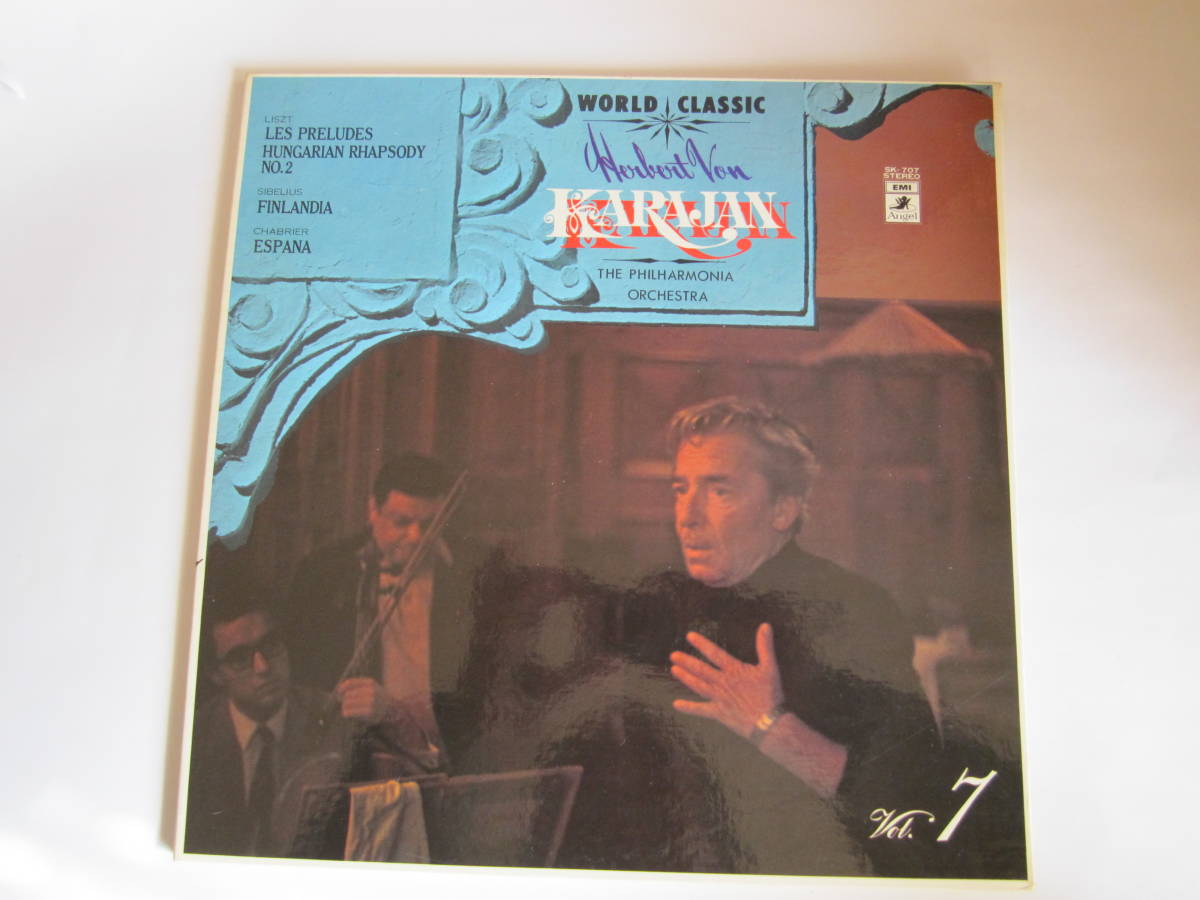 LISZT
LES PRELUDES
HUNGARIAN RHAPSODY
NO.2
SIBELIUS
FINLANDIA
CHABRIER
ESPANA
WORLD CLASSIC
Herbert Von
KARAJAN
THE PHILHARMONIA
ORCHESTRA
SK-707
STEREO
EMI
Angel
Vol. 7